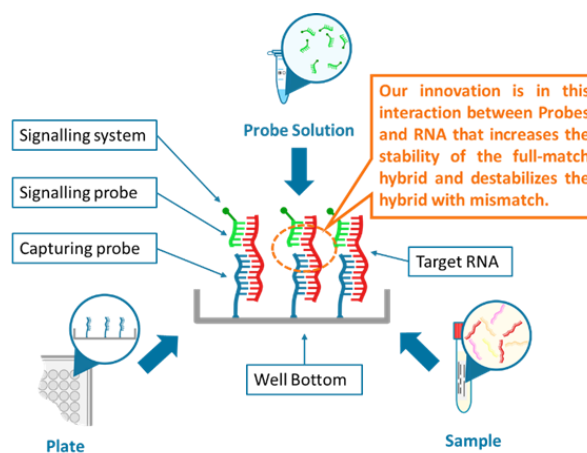 Probe Solution
Our innovation is in this
interaction between Probes
and RNA that increases the
stability of the full-match
hybrid and destabilizes the
hybrid with mismatch.
Signalling system
Signalling probe
Capturing probe
Target RNA
Well Bottom
Plate
Sample